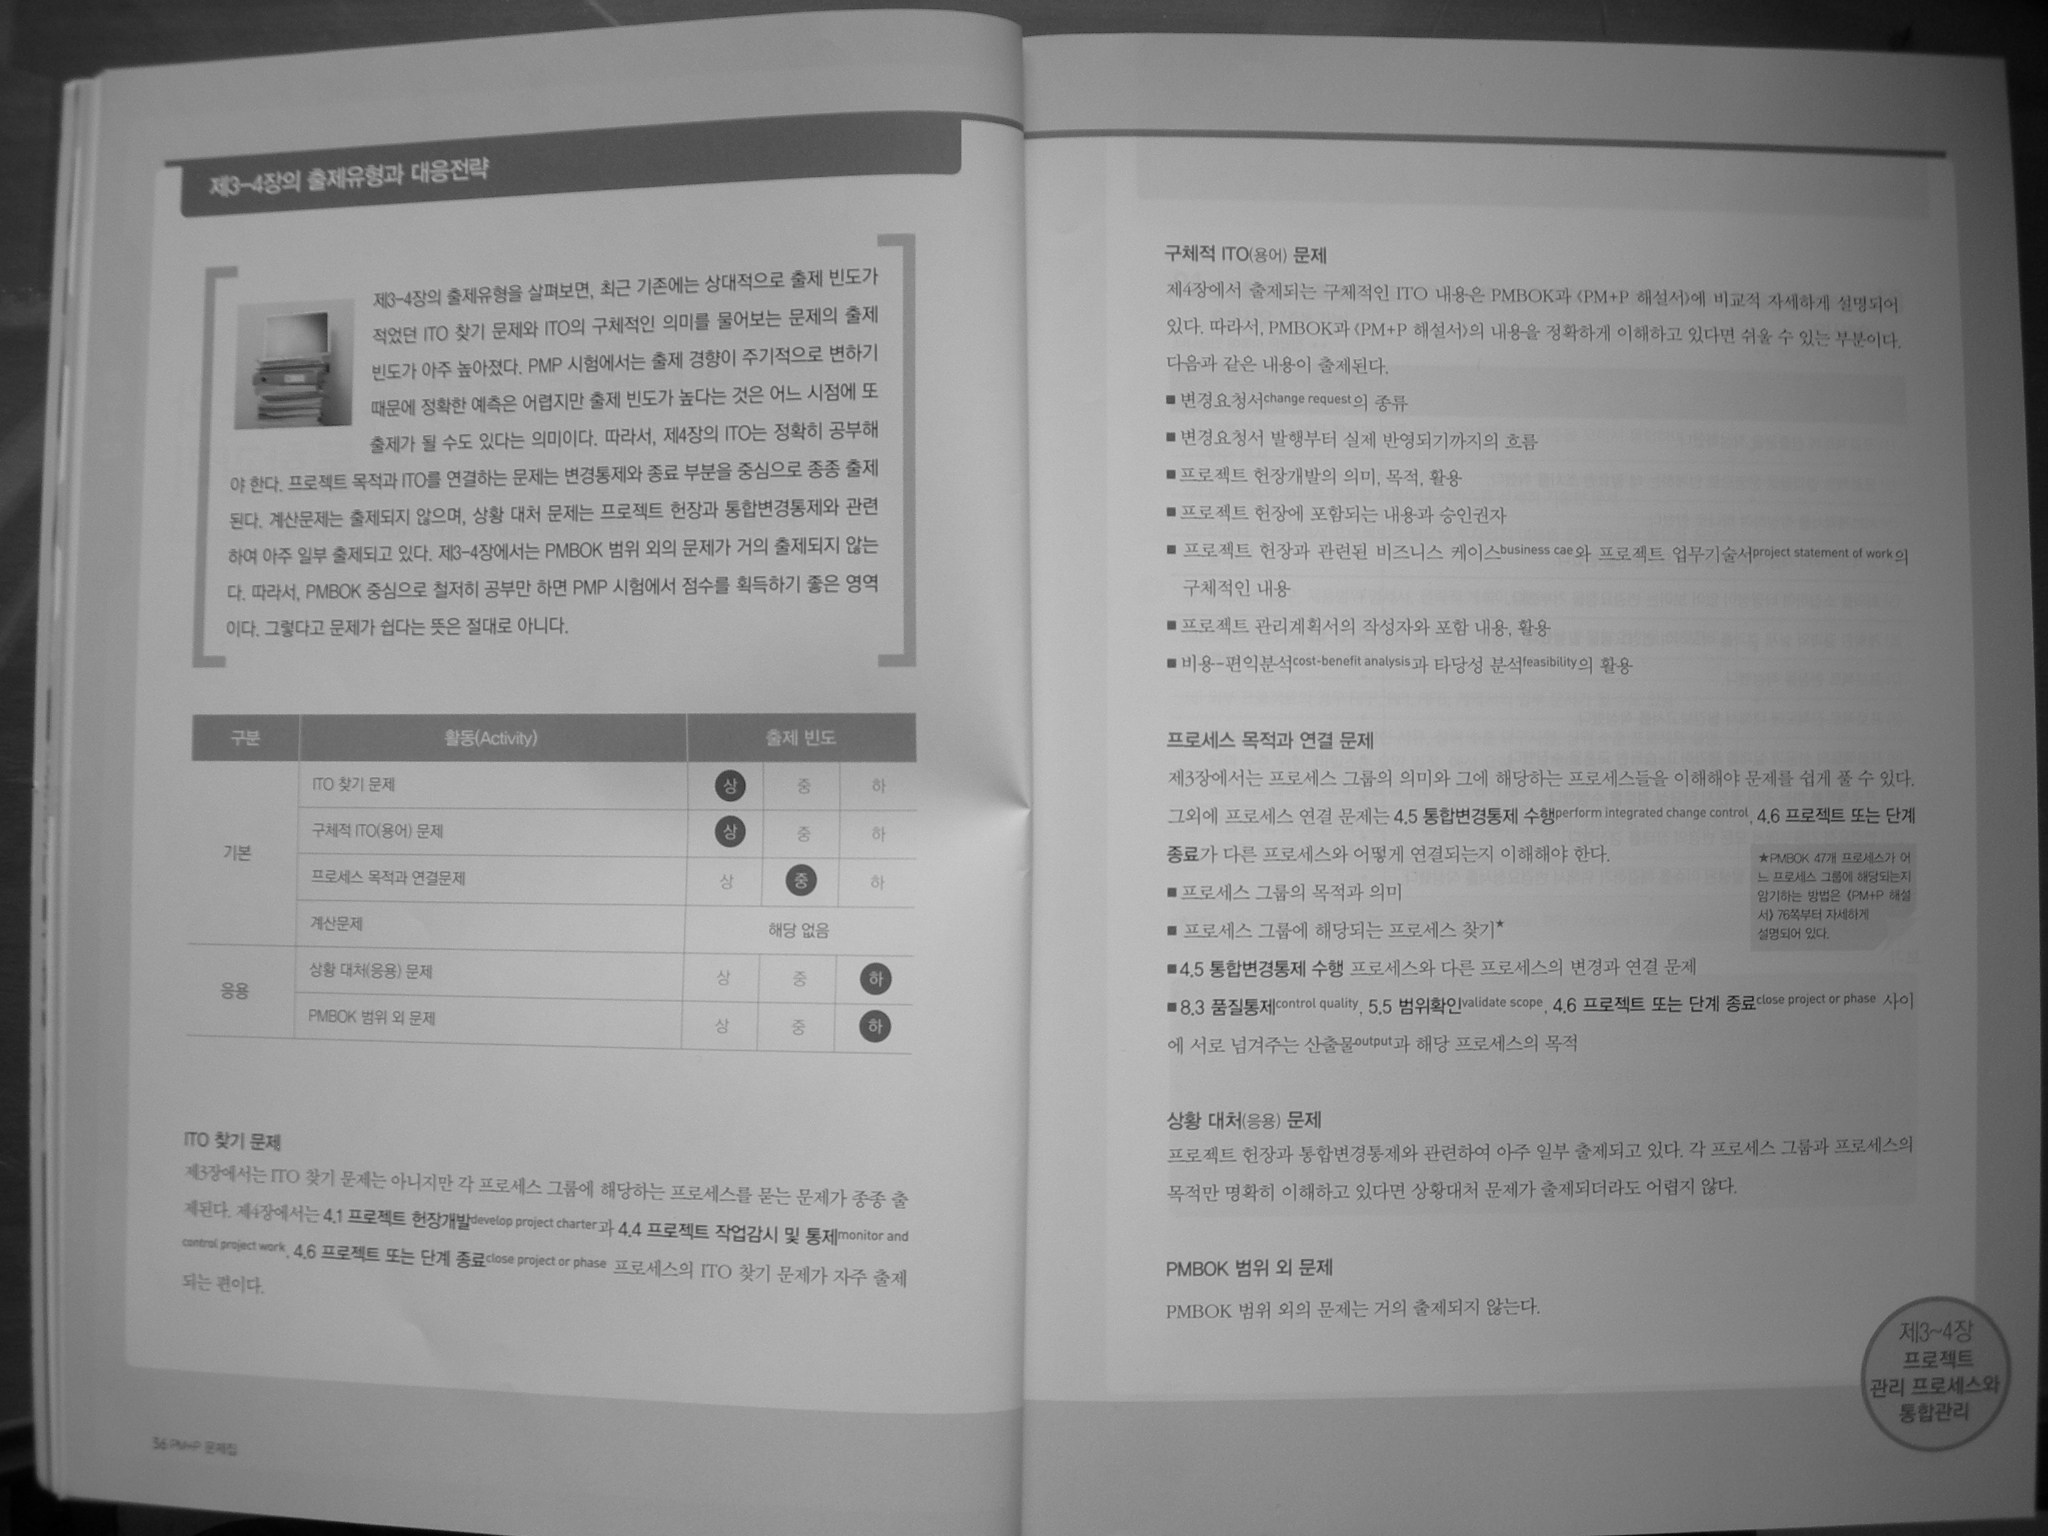 제3-4장의 출제유형과 대응전략
제3-4장의 출제유형을 살펴보면, 최근 기존에는 상대적으로 출제 빈도가
적었던 ITO 찾기 문제와 ITO의 구체적인 의미를 물어보는 문제의 출제
빈도가 아주 높아졌다. PMP 시험에서는 출제 경향이 주기적으로 변하기
때문에 정확한 예측은 어렵지만 출제 빈도가 높다는 것은 어느 시점에 또
출제가 될 수도 있다는 의미이다. 따라서, 제4장의 ITO는 정확히 공부해
야 한다. 프로젝트 목적과 ITO를 연결하는 문제는 변경통제와 종료 부분을 중심으로 종종 출제
된다. 계산문제는 출제되지 않으며, 상황 대처 문제는 프로젝트 헌장과 통합변경통제와 관련
하여 아주 일부 출제되고 있다. 제3-4장에서는 PMBOK 범위 외의 문제가 거의 출제되지 않는
다. 따라서, PMBOK 중심으로 철저히 공부만 하면 PMP 시험에서 점수를 획득하기 좋은 영역
이다. 그렇다고 문제가 쉽다는 뜻은 절대로 아니다.
구분 활동(Activity) 출제 빈도
기본
ITO 찾기 문제 상 중 하
구체적 ITO(용어) 문제 상 중 하
프로세스 목적과 연결문제 상 중 하
계산문제 해당 없음
응용
상황 대처(응용) 문제 상 중 하
PMBOK 범위 외 문제 상 중 하
ITO 찾기 문제
제3장에서는 ITO 찾기 문제는 아니지만 각 프로세스 그룹에 해당하는 프로세스를 묻는 문제가 종종 출
제된다. 제4장에서는 4.1 프로젝트 헌장개발develop project charter과 4.4 프로젝트 작업감시 및 통제monitor and
control project work, 4.6 프로젝트 또는 단계 종료close project or phase 프로세스의 ITO 찾기 문제가 자주 출제
되는 편이다.
36 PM+P 문제집
구체적 ITO(용어) 문제
제4장에서 출제되는 구체적인 ITO 내용은 PMBOK과 《PM+P 해설서》에 비교적 자세하게 설명되어
있다. 따라서, PMBOK과 《PM+P 해설서》의 내용을 정확하게 이해하고 있다면 쉬울 수 있는 부분이다.
다음과 같은 내용이 출제된다.
■ 변경요청서change request의 종류
■ 변경요청서 발행부터 실제 반영되기까지의 흐름
■ 프로젝트 헌장개발의 의미, 목적, 활용
■ 프로젝트 헌장에 포함되는 내용과 승인권자
■ 프로젝트 헌장과 관련된 비즈니스 케이스business cae와 프로젝트 업무기술서project statement of work의
구체적인 내용
■ 프로젝트 관리계획서의 작성자와 포함 내용, 활용
■ 비용-편익분석cost-benefit analysis과 타당성 분석feasibility의 활용
프로세스 목적과 연결 문제
제3장에서는 프로세스 그룹의 의미와 그에 해당하는 프로세스들을 이해해야 문제를 쉽게 풀 수 있다.
그외에 프로세스 연결 문제는 4.5 통합변경통제 수행perform integrated change control, 4.6 프로젝트 또는 단계
종료가 다른 프로세스와 어떻게 연결되는지 이해해야 한다.
■ 프로세스 그룹의 목적과 의미
■ 프로세스 그룹에 해당되는 프로세스 찾기★
■ 4.5 통합변경통제 수행 프로세스와 다른 프로세스의 변경과 연결 문제
■ 8.3 품질통제control quality, 5.5 범위확인validate scope, 4.6 프로젝트 또는 단계 종료close project or phase 사이
에 서로 넘겨주는 산출물output과 해당 프로세스의 목적
★PMBOK 47개 프로세스가 어
느 프로세스 그룹에 해당되는지
암기하는 방법은 《PM+P 해설
서》 76쪽부터 자세하게
설명되어 있다.
상황 대처(응용) 문제
프로젝트 헌장과 통합변경통제와 관련하여 아주 일부 출제되고 있다. 각 프로세스 그룹과 프로세스의
목적만 명확히 이해하고 있다면 상황대처 문제가 출제되더라도 어렵지 않다.
PMBOK 범위 외 문제
PMBOK 범위 외의 문제는 거의 출제되지 않는다.
제3~4장
프로젝트
관리 프로세스와
통합관리